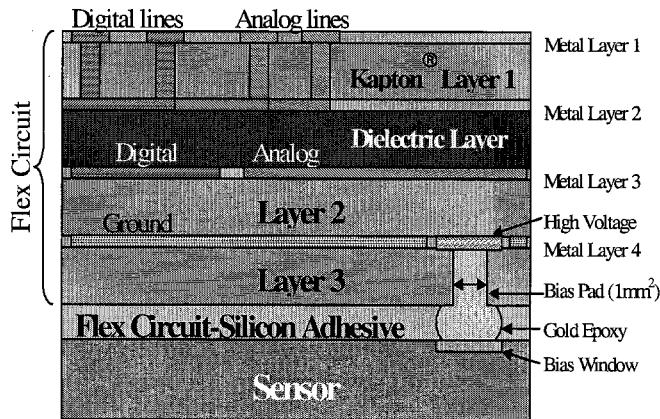 Digital lines Analog lines
Metal Layer 1
Kapton® Layer 1
Metal Layer 2
Dielectric Layer
Digital Analog
Metal Layer 3
Flex Circuit
Layer 2
High Voltage
Ground
Metal Layer 4
Layer 3
Bias Pad (1mm²)
Flex Circuit-Silicon Adhesive
Gold Epoxy
Bias Window
Sensor